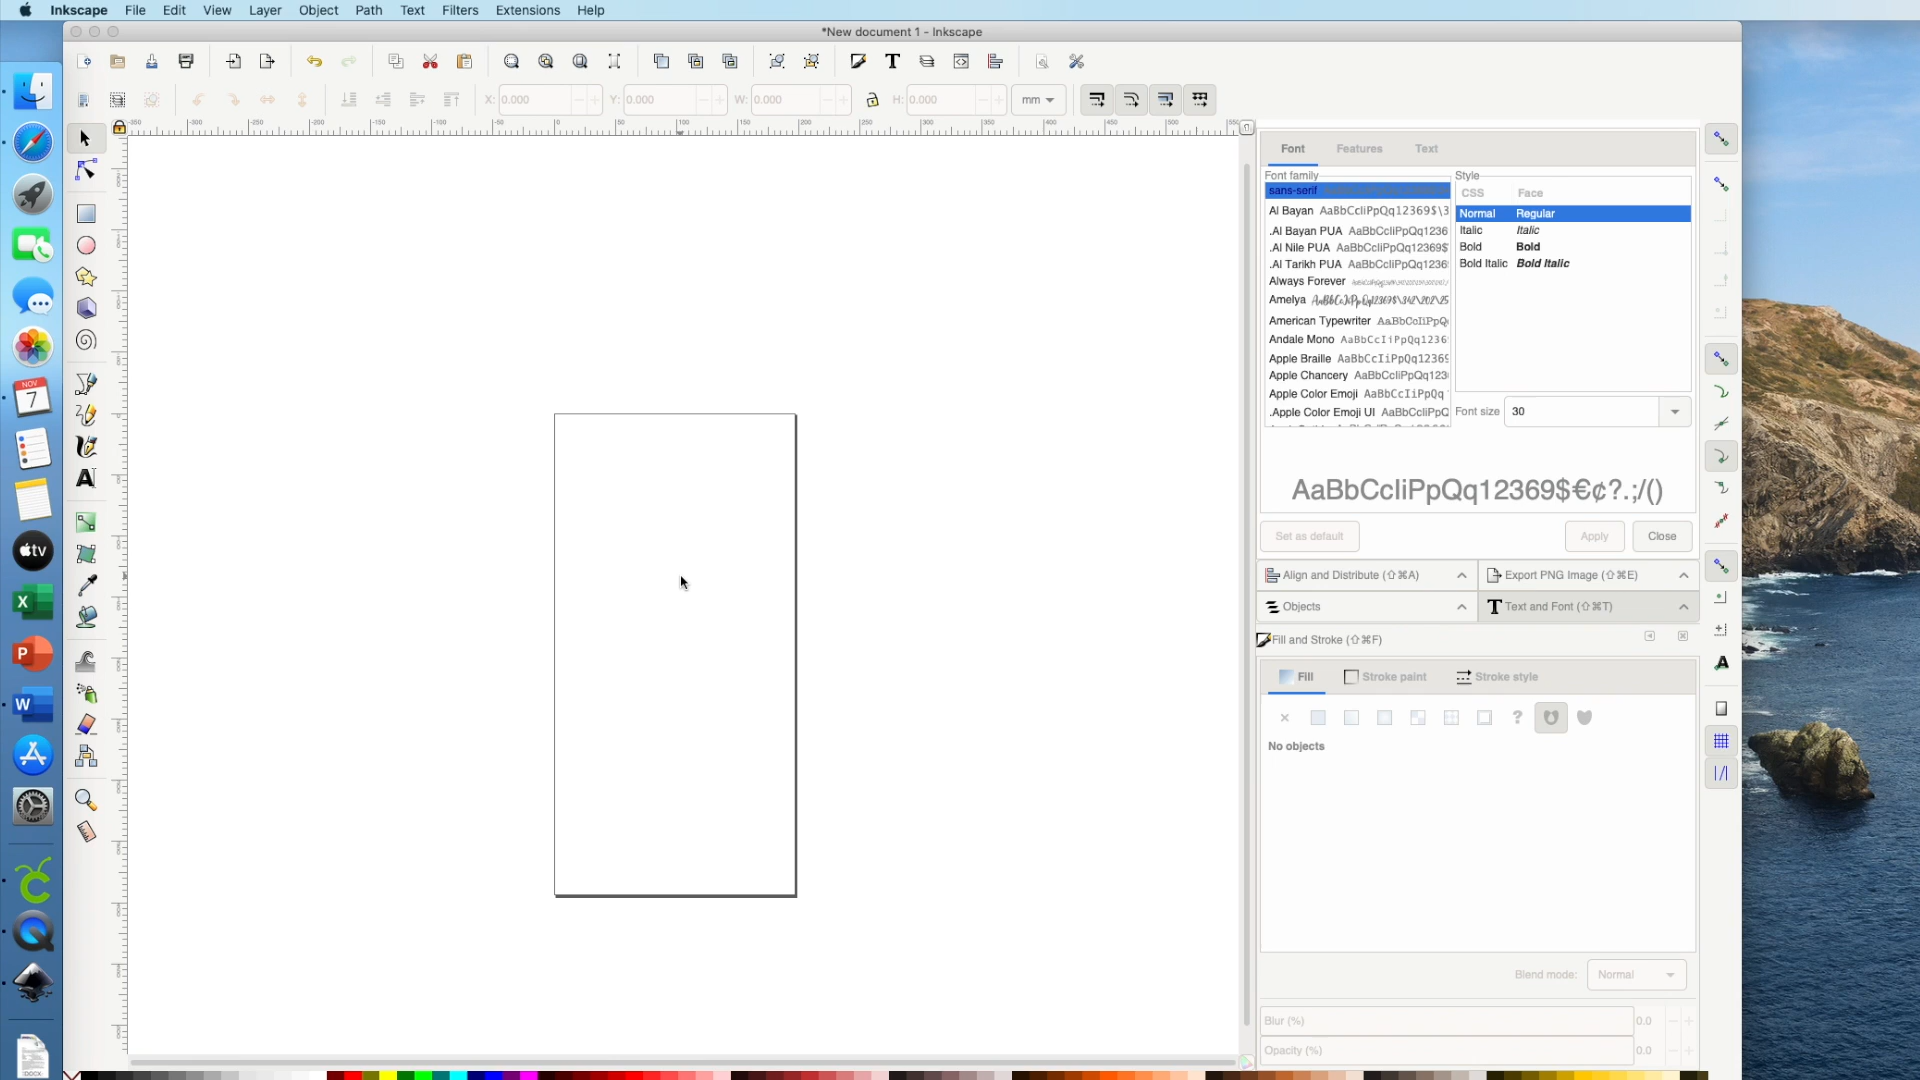 Inkscape File Edit View Layer Object Path Text Filters Extensions Help
*New document 1 - Inkscape
X: 0.000 Y: 0.000 W: 0.000 H: 0.000 mm
Font Features Text
Font family Style
CSS Face
sans-serif
Al Bayan AaBbCcIiPpQq12369$\3
.Al Bayan PUA AaBbCcIiPpQq1236
.Al Nile PUA AaBbCcIiPpQq12369$
.Al Tarikh PUA AaBbCcIiPpQq1236
Always Forever
Amelya
American Typewriter AaBbCcIiPpQ
Andale Mono AaBbCcIiPpQq1236
Apple Braille AaBbCcIiPpQq12369
Apple Chancery AaBbCcIiPpQq123
Apple Color Emoji AaBbCcIiPpQq
.Apple Color Emoji UI AaBbCcIiPpQ
Normal Regular
Italic Italic
Bold Bold
Bold Italic Bold Italic
Font size 30
AaBbCcIiPpQq12369$€¢?.;/()
Set as default Apply Close
Align and Distribute (⇧⌘A) Export PNG Image (⇧⌘E)
Objects Text and Font (⇧⌘T)
Fill and Stroke (⇧⌘F)
Fill Stroke paint Stroke style
No objects
Blend mode: Normal
Blur (%) 0.0
Opacity (%) 0.0
NOV
7
tv
X
P
W
DOCX